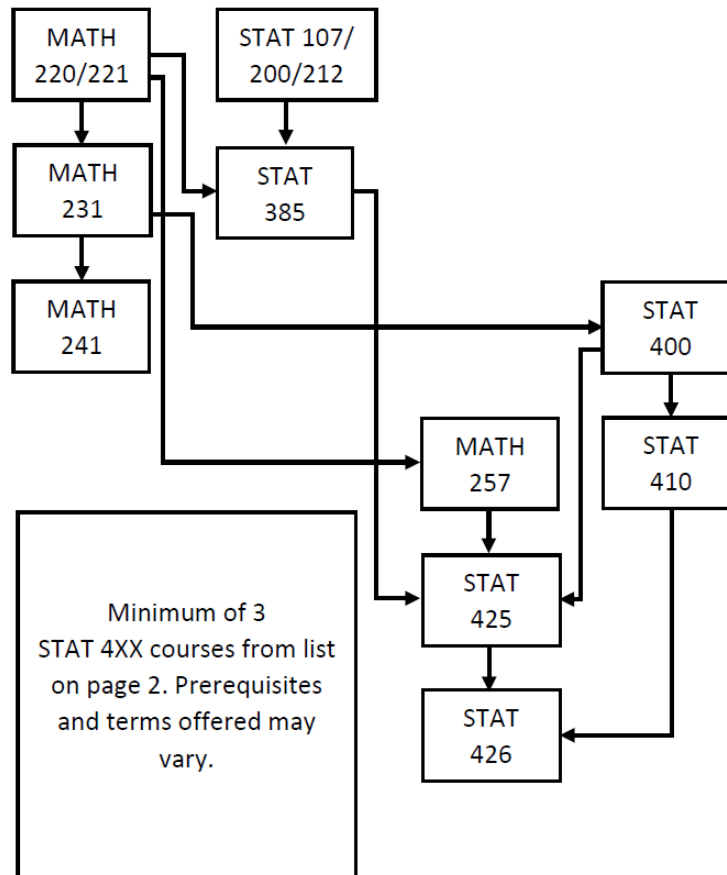 MATH
220/221
STAT 107/
200/212
MATH
231
STAT
385
MATH
241
STAT
400
MATH
257
STAT
410
STAT
425
Minimum of 3
STAT 4XX courses from list
on page 2. Prerequisites
and terms offered may
vary.
STAT
426